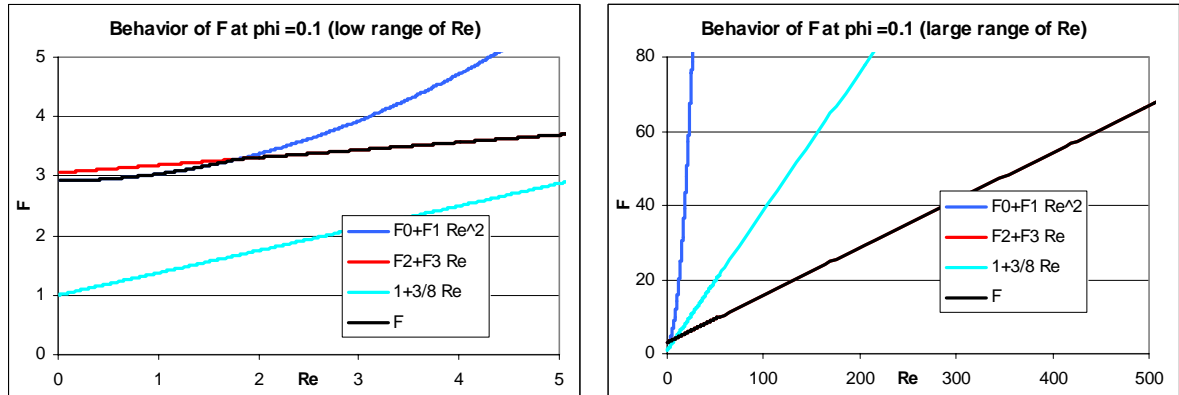 Behavior of F at phi =0.1 (low range of Re)
5
4
3
2
1
0
F
F0+F1 Re^2
F2+F3 Re
1+3/8 Re
F
0 1 2 3 4 5
Re
Behavior of F at phi =0.1 (large range of Re)
80
60
40
20
0
F
F0+F1 Re^2
F2+F3 Re
1+3/8 Re
F
0 100 200 300 400 500
Re